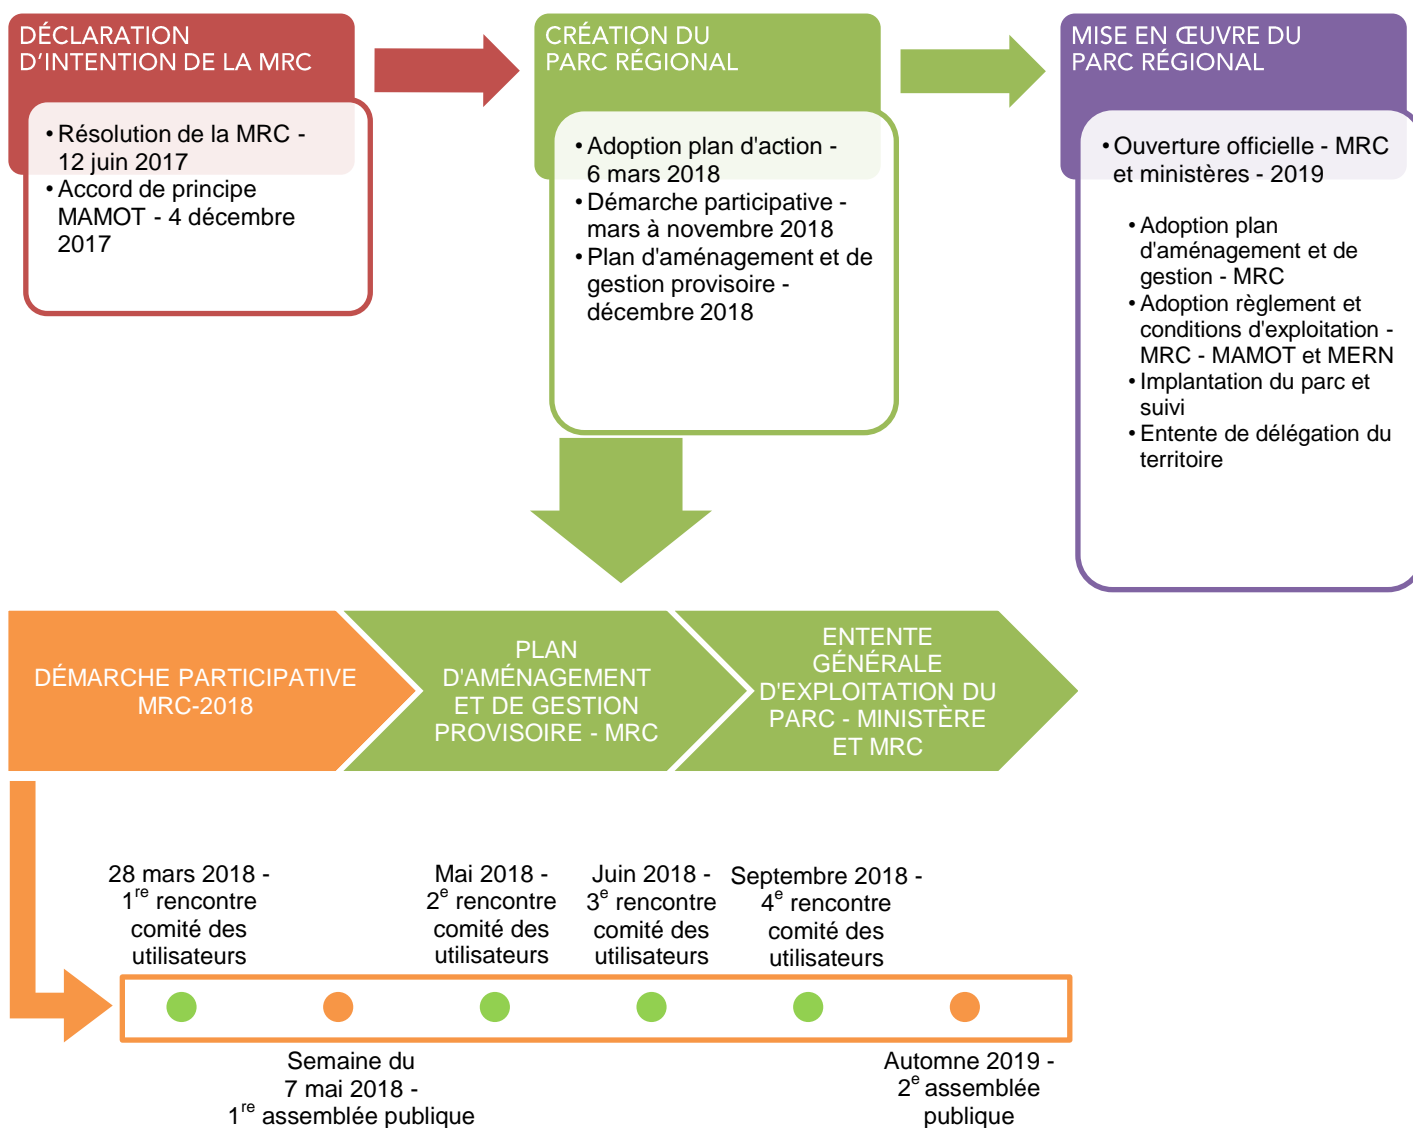 DÉCLARATION
D'INTENTION DE LA MRC
• Résolution de la MRC -
12 juin 2017
• Accord de principe
MAMOT - 4 décembre
2017
CRÉATION DU
PARC RÉGIONAL
• Adoption plan d'action -
6 mars 2018
• Démarche participative -
mars à novembre 2018
• Plan d'aménagement et de
gestion provisoire -
décembre 2018
MISE EN ŒUVRE DU
PARC RÉGIONAL
• Ouverture officielle - MRC
et ministères - 2019
• Adoption plan
d'aménagement et de
gestion - MRC
• Adoption règlement et
conditions d'exploitation -
MRC - MAMOT et MERN
• Implantation du parc et
suivi
• Entente de délégation du
territoire
DÉMARCHE PARTICIPATIVE
MRC-2018
PLAN
D'AMÉNAGEMENT
ET DE GESTION
PROVISOIRE - MRC
ENTENTE
GÉNÉRALE
D'EXPLOITATION DU
PARC - MINISTÈRE
ET MRC
28 mars 2018 -
1re rencontre
comité des
utilisateurs
Semaine du
7 mai 2018 -
1re assemblée publique
Mai 2018 -
2e rencontre
comité des
utilisateurs
Juin 2018 -
3e rencontre
comité des
utilisateurs
Septembre 2018 -
4e rencontre
comité des
utilisateurs
Automne 2019 -
2e assemblée
publique